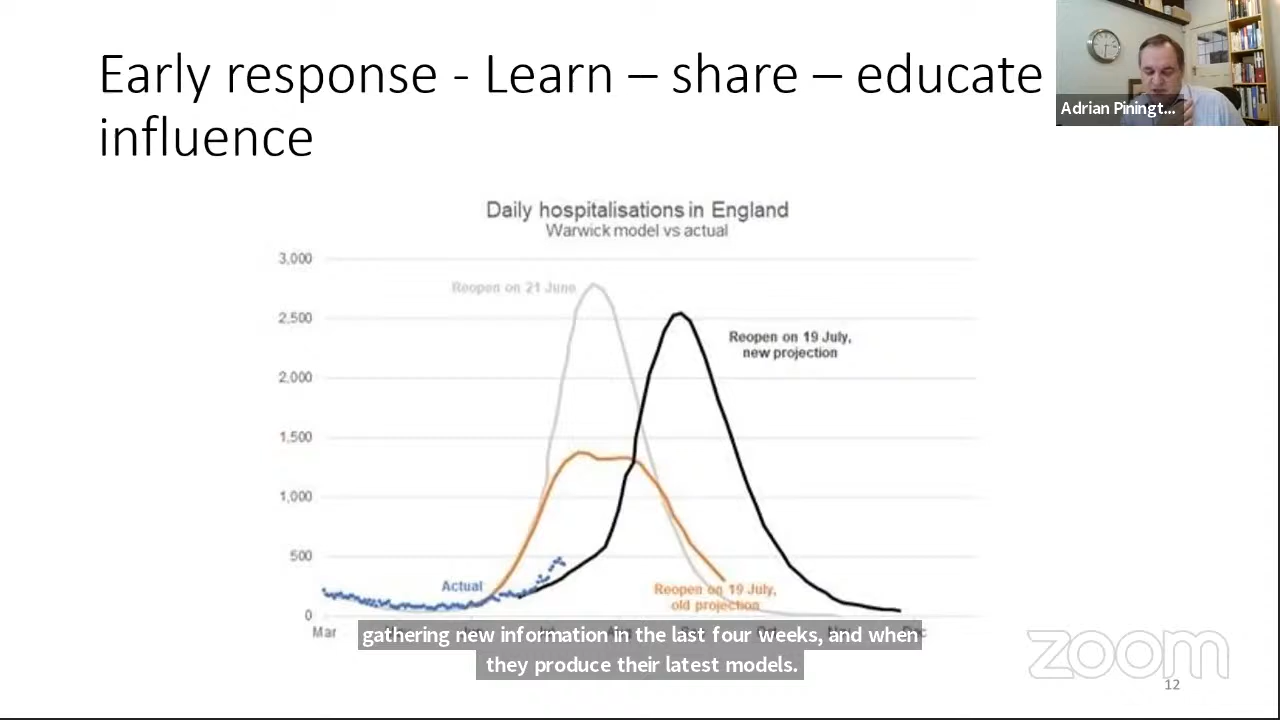 Early response - Learn – share – educate
influence
Adrian Piningt...
Daily hospitalisations in England
Warwick model vs actual
3,000
Reopen on 21 June
2,500
Reopen on 19 July,
new projection
2,000
1,500
1,000
500
Actual
Reopen on 19 July,
old projection
0
Mar
gathering new information in the last four weeks, and when
they produce their latest models.
zoom
12